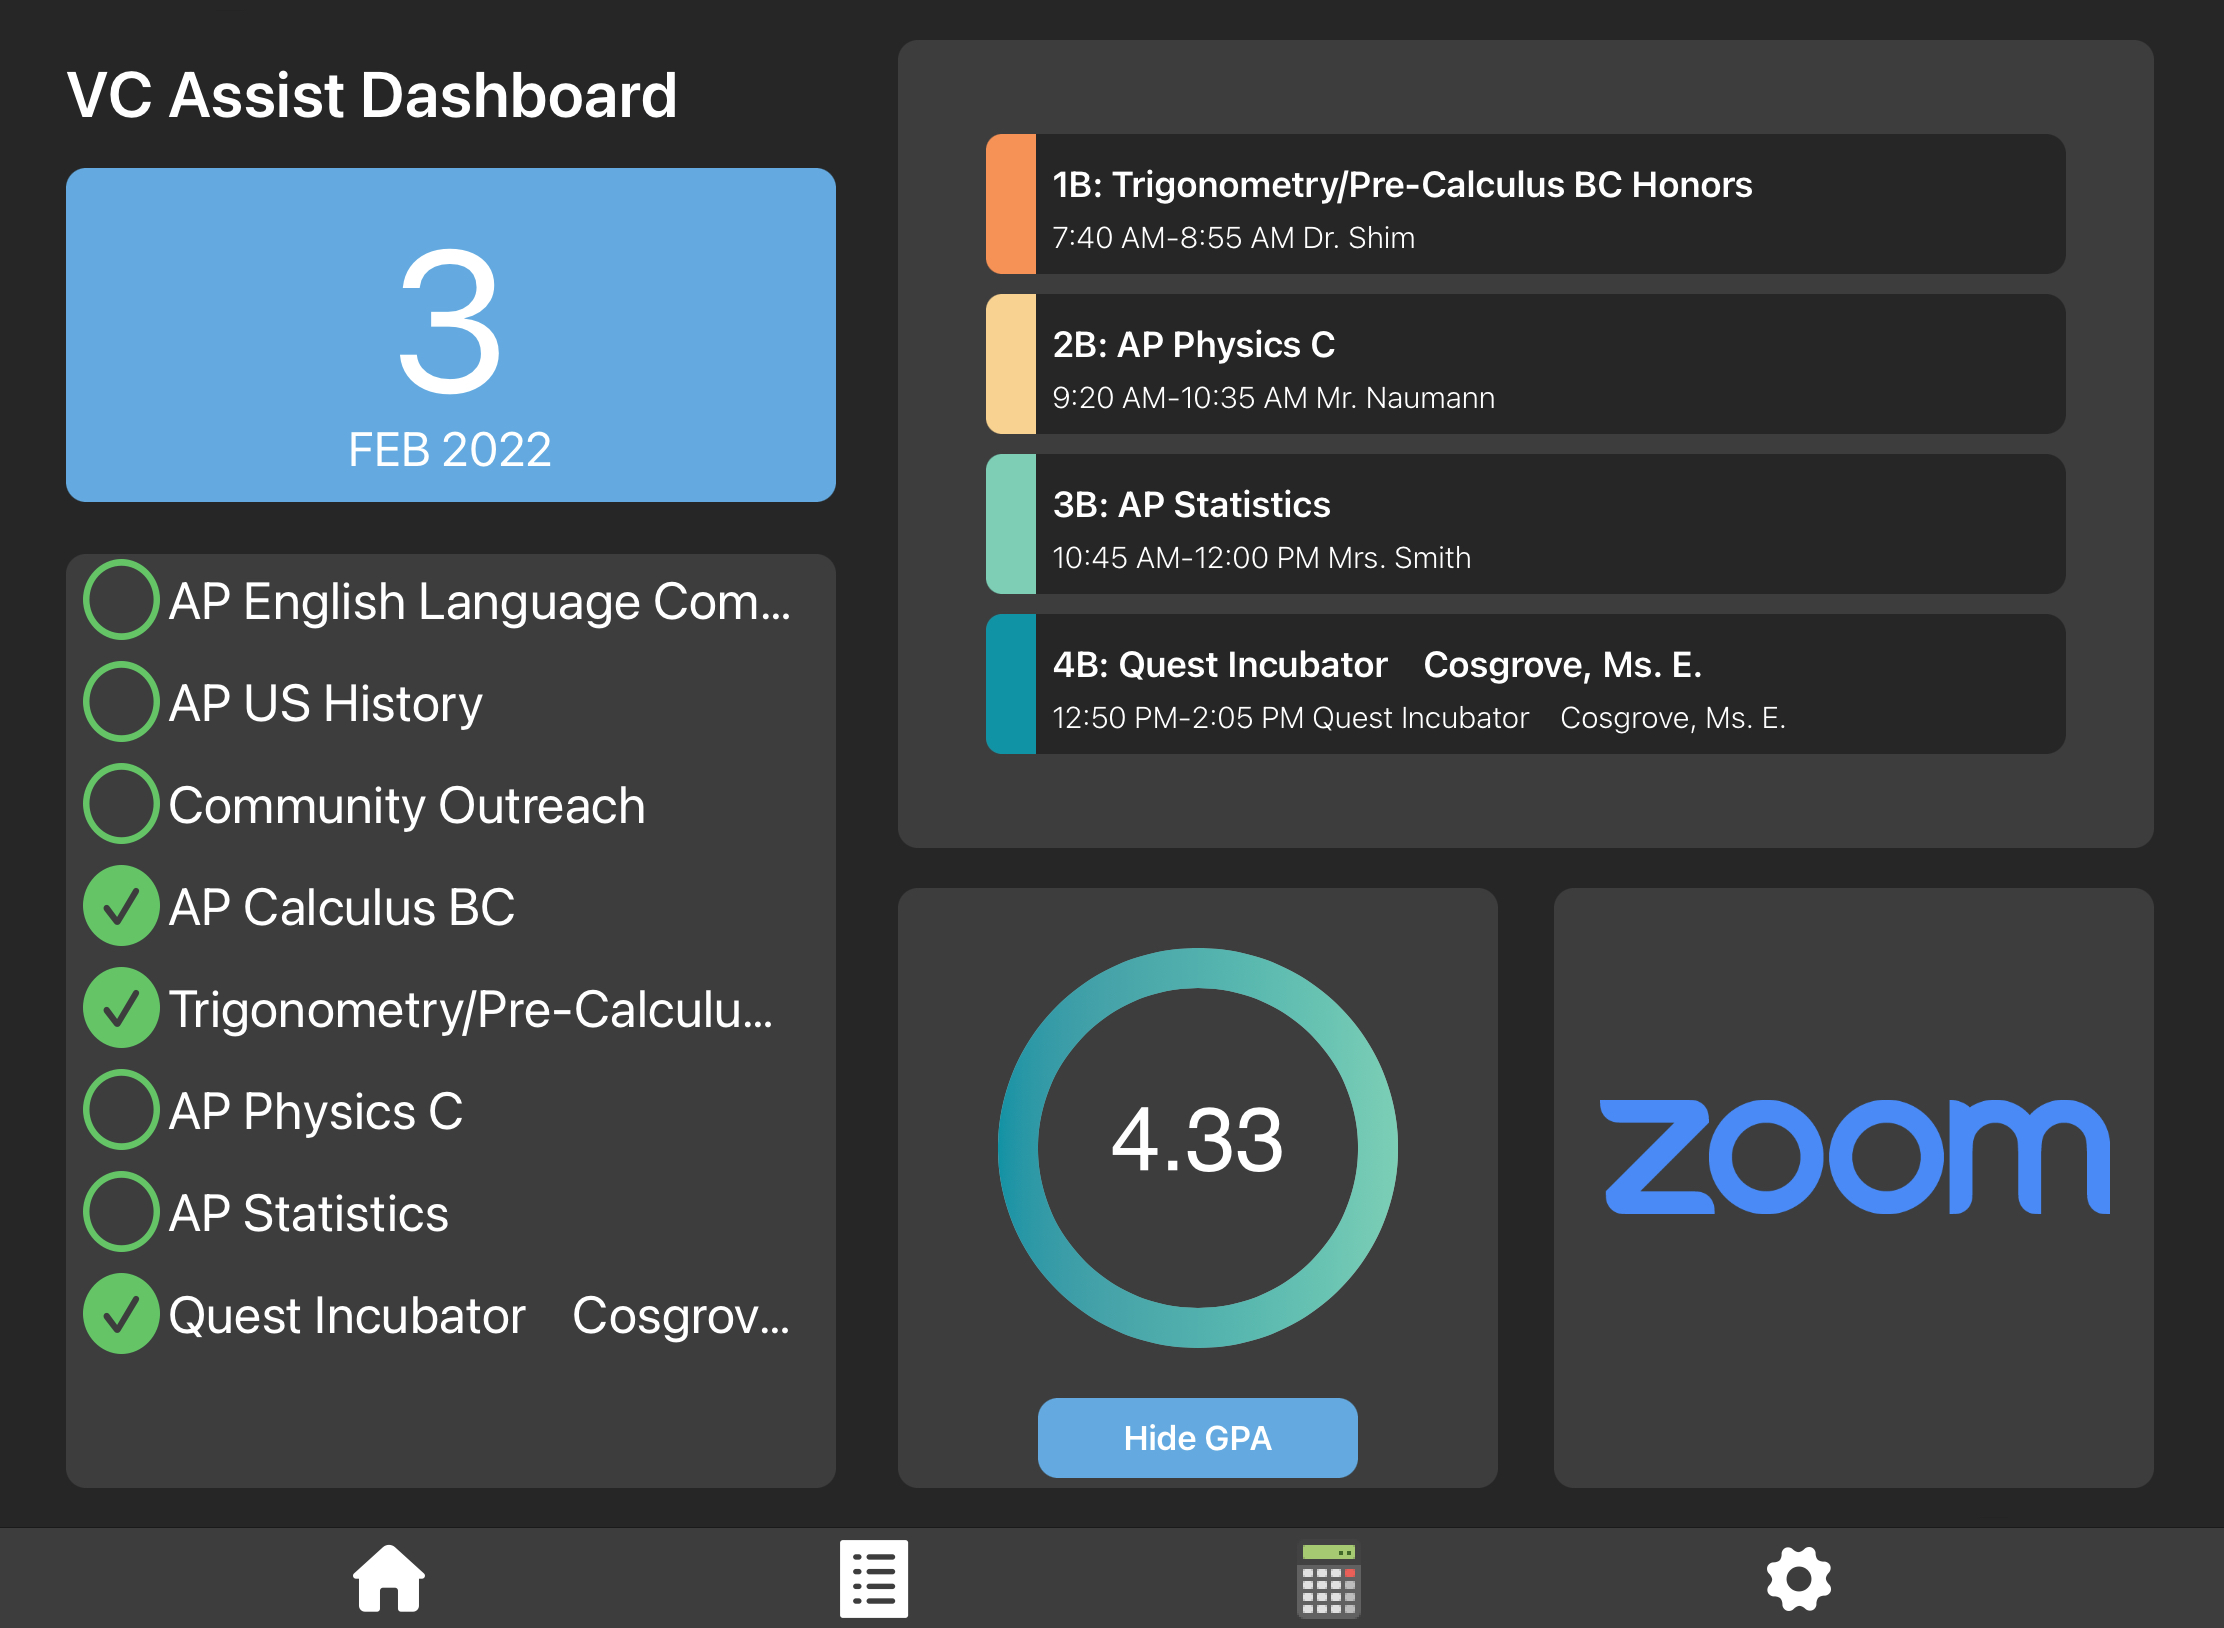 VC Assist Dashboard
3
FEB 2022
AP English Language Com...
AP US History
Community Outreach
AP Calculus BC
Trigonometry/Pre-Calculu...
AP Physics C
AP Statistics
Quest Incubator    Cosgrov...
1B: Trigonometry/Pre-Calculus BC Honors
7:40 AM-8:55 AM Dr. Shim
2B: AP Physics C
9:20 AM-10:35 AM Mr. Naumann
3B: AP Statistics
10:45 AM-12:00 PM Mrs. Smith
4B: Quest Incubator    Cosgrove, Ms. E.
12:50 PM-2:05 PM Quest Incubator    Cosgrove, Ms. E.
4.33
Hide GPA
zoom